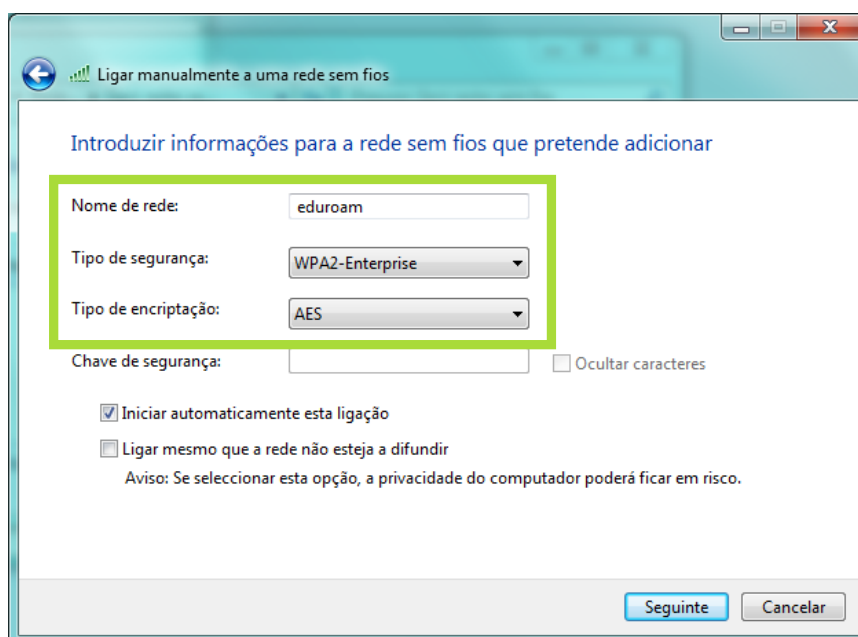 Ligar manualmente a uma rede sem fios
Introduzir informações para a rede sem fios que pretende adicionar
Nome de rede: eduroam
Tipo de segurança: WPA2-Enterprise
Tipo de encriptação: AES
Chave de segurança: Ocultar caracteres
Iniciar automaticamente esta ligação
Ligar mesmo que a rede não esteja a difundir
Aviso: Se seleccionar esta opção, a privacidade do computador poderá ficar em risco.
Seguinte Cancelar